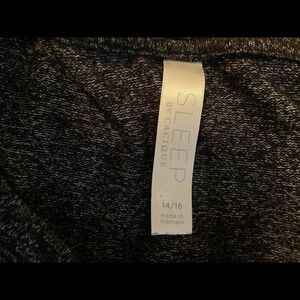 SLEEP
BY CACIQUE
14/16
made in
Vietnam